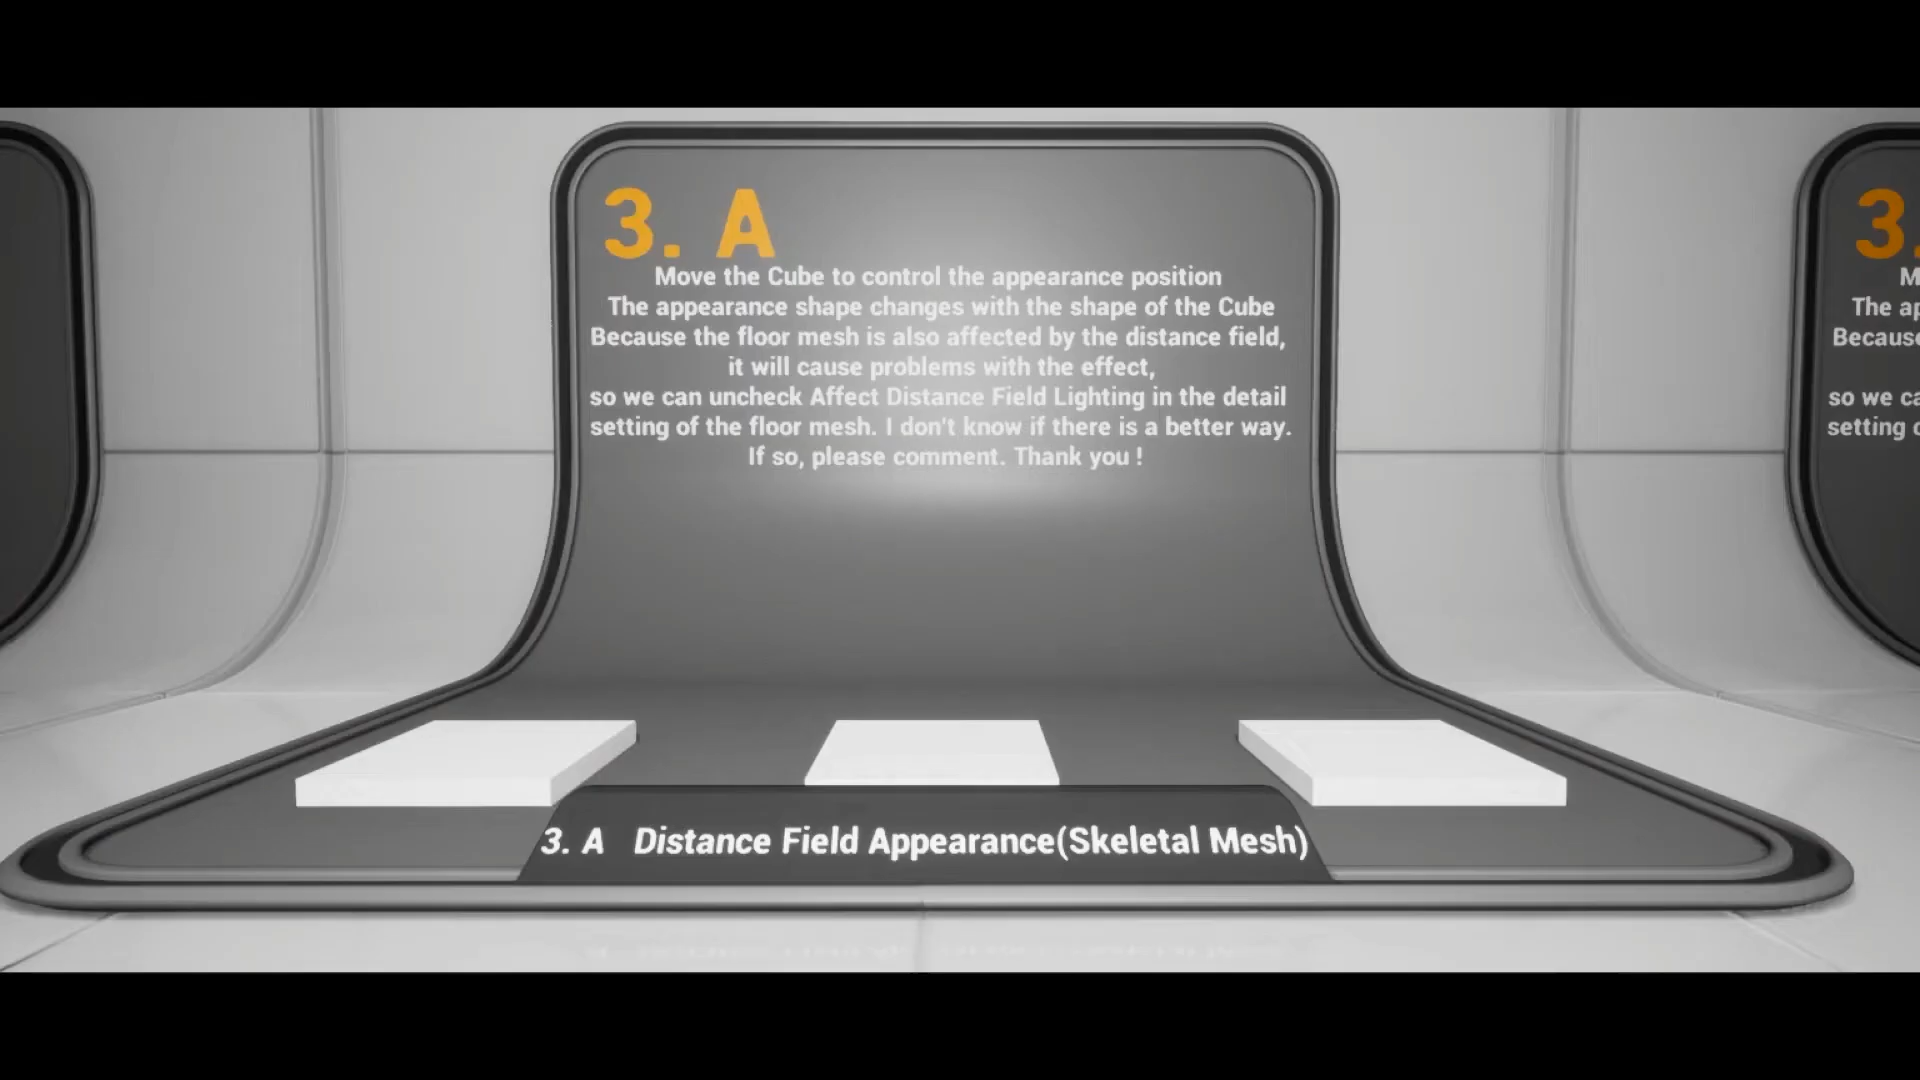 3. A
Move the Cube to control the appearance position
The appearance shape changes with the shape of the Cube
Because the floor mesh is also affected by the distance field,
it will cause problems with the effect,
so we can uncheck Affect Distance Field Lighting in the detail
setting of the floor mesh. I don't know if there is a better way.
If so, please comment. Thank you !
3. A Distance Field Appearance(Skeletal Mesh)
3.
The
Because
so we
setting